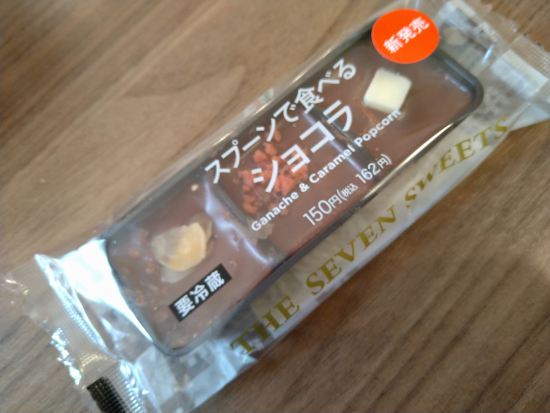 新発売
スプーンで食べる
ショコラ
Ganache & Caramel Popcorn
150円(税込 162円)
要冷蔵
THE SEVEN SWEETS